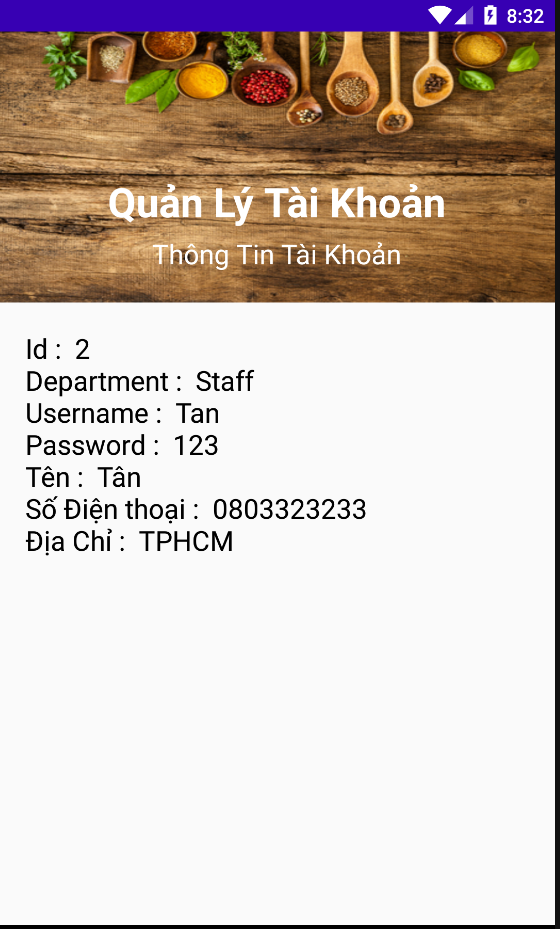 8:32
Quản Lý Tài Khoản
Thông Tin Tài Khoản
Id :  2
Department :  Staff
Username :  Tan
Password :  123
Tên :  Tân
Số Điện thoại :  0803323233
Địa Chỉ :  TPHCM